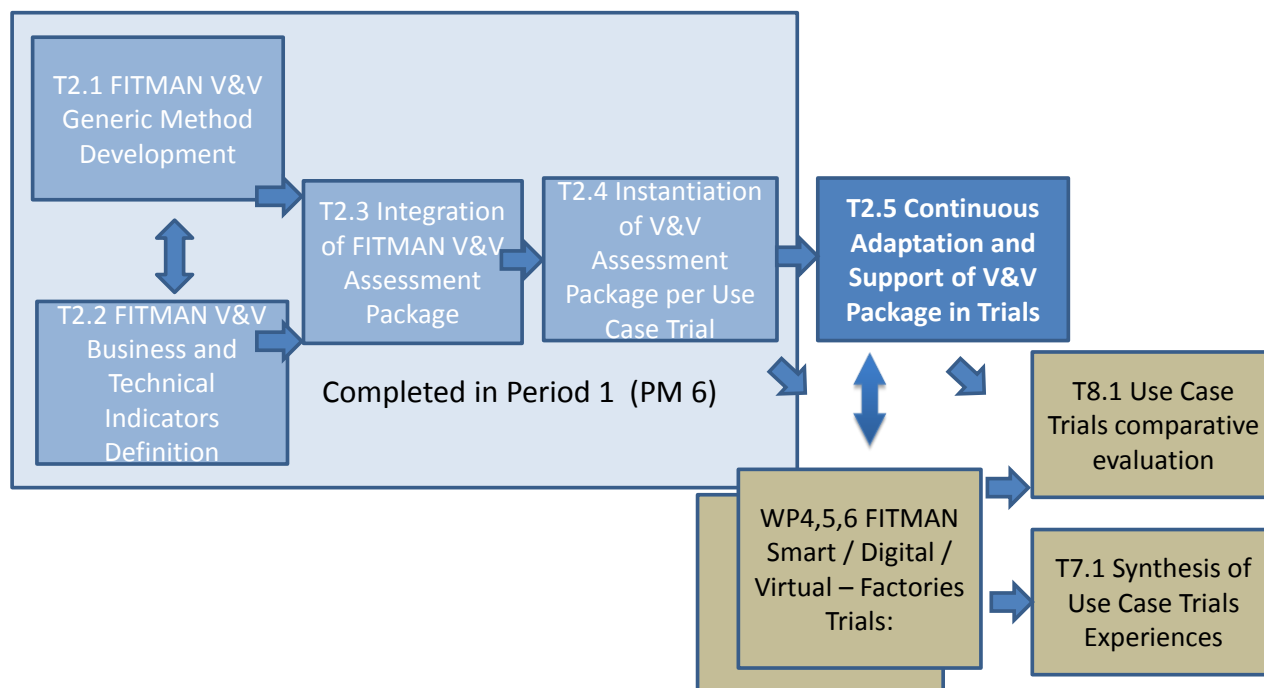 T2.1 FITMAN V&V
Generic Method
Development
T2.2 FITMAN V&V
Business and
Technical
Indicators
Definition
T2.3 Integration
of FITMAN V&V
Assessment
Package
T2.4 Instantiation
of V&V
Assessment
Package per Use
Case Trial
T2.5 Continuous
Adaptation and
Support of V&V
Package in Trials
Completed in Period 1 (PM 6)
WP4,5,6 FITMAN
Smart / Digital /
Virtual – Factories
Trials:
T8.1 Use Case
Trials comparative
evaluation
T7.1 Synthesis of
Use Case Trials
Experiences